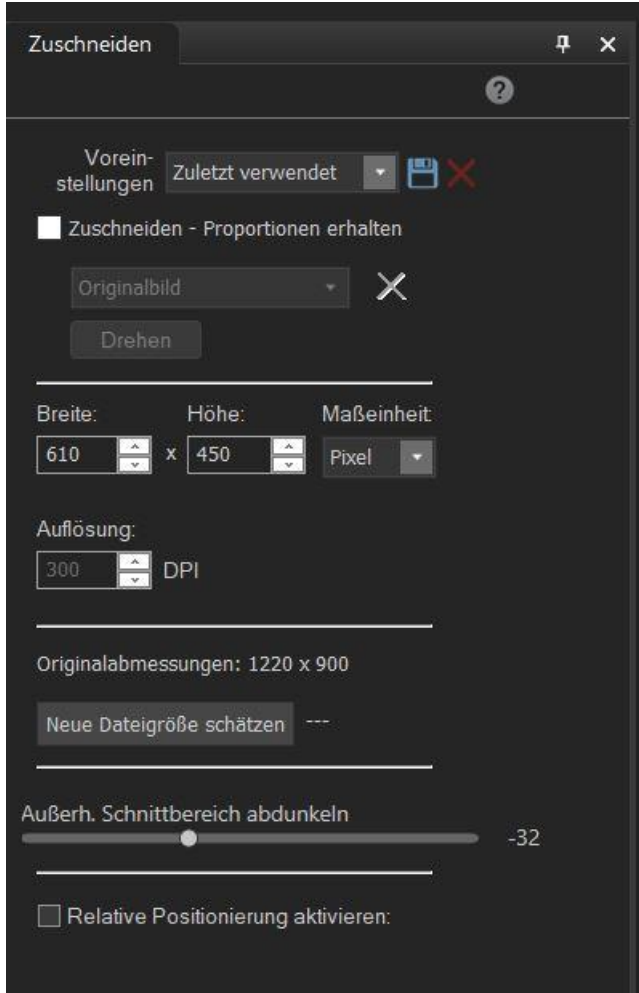 Zuschneiden
Vorein-
stellungen
Zuletzt verwendet
Zuschneiden - Proportionen erhalten
Originalbild
Drehen
Breite: Höhe: Maßeinheit:
610 x 450 Pixel
Auflösung:
300 DPI
Originalabmessungen: 1220 x 900
Neue Dateigröße schätzen ---
Außerh. Schnittbereich abdunkeln
-32
Relative Positionierung aktivieren: